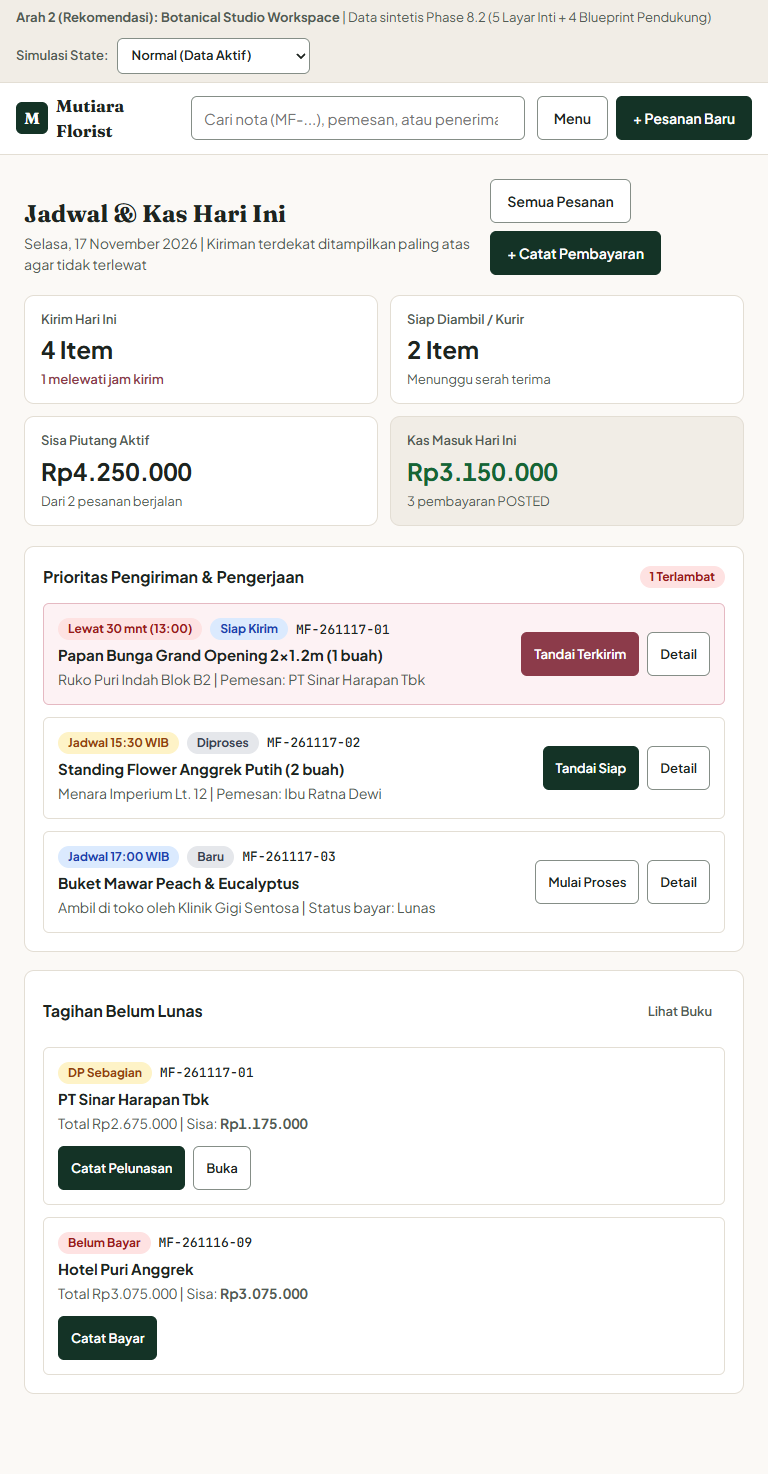 Arah 2 (Rekomendasi): Botanical Studio Workspace | Data sintetis Phase 8.2 (5 Layar Inti + 4 Blueprint Pendukung)
Simulasi State: Normal (Data Aktif)
M Mutiara Florist
Cari nota (MF-...), pemesan, atau penerima
Menu
+ Pesanan Baru
Jadwal & Kas Hari Ini
Selasa, 17 November 2026 | Kiriman terdekat ditampilkan paling atas
agar tidak terlewat
Semua Pesanan
+ Catat Pembayaran
Kirim Hari Ini
4 Item
1 melewati jam kirim
Siap Diambil / Kurir
2 Item
Menunggu serah terima
Sisa Piutang Aktif
Rp4.250.000
Dari 2 pesanan berjalan
Kas Masuk Hari Ini
Rp3.150.000
3 pembayaran POSTED
Prioritas Pengiriman & Pengerjaan
1 Terlambat
Lewat 30 mnt (13:00) Siap Kirim MF-261117-01
Papan Bunga Grand Opening 2×1.2m (1 buah)
Ruko Puri Indah Blok B2 | Pemesan: PT Sinar Harapan Tbk
Tandai Terkirim Detail
Jadwal 15:30 WIB Diproses MF-261117-02
Standing Flower Anggrek Putih (2 buah)
Menara Imperium Lt. 12 | Pemesan: Ibu Ratna Dewi
Tandai Siap Detail
Jadwal 17:00 WIB Baru MF-261117-03
Buket Mawar Peach & Eucalyptus
Ambil di toko oleh Klinik Gigi Sentosa | Status bayar: Lunas
Mulai Proses Detail
Tagihan Belum Lunas
Lihat Buku
DP Sebagian MF-261117-01
PT Sinar Harapan Tbk
Total Rp2.675.000 | Sisa: Rp1.175.000
Catat Pelunasan Buka
Belum Bayar MF-261116-09
Hotel Puri Anggrek
Total Rp3.075.000 | Sisa: Rp3.075.000
Catat Bayar